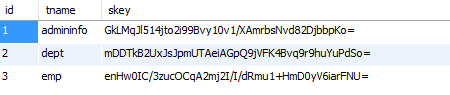 id tname skey
1 admininfo GkLMqJl514jto2i99Bvy10v1/XAmrbsNvd82DjbbpKo=
2 dept mDDTkB2UxJsJpmUTAeiAGpQ9jVFK4Bvq9r9huYuPdSo=
3 emp enHw0IC/3zucOCqA2mj2I/I/dRmu1+HmD0yV6iarFNU=